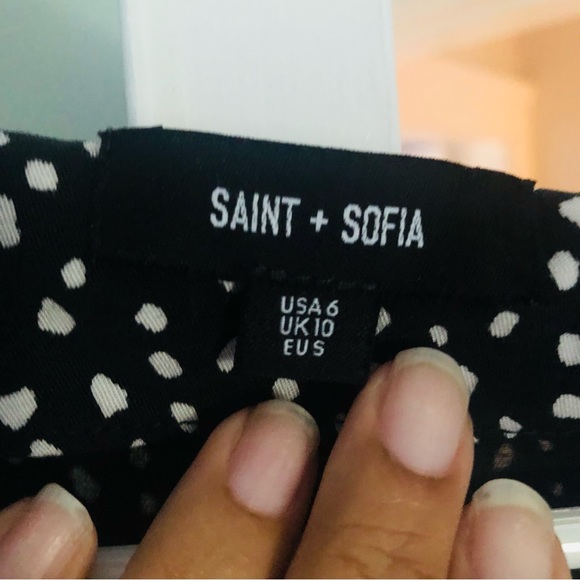 SAINT + SOFIA
USA 6
UK 10
EU S